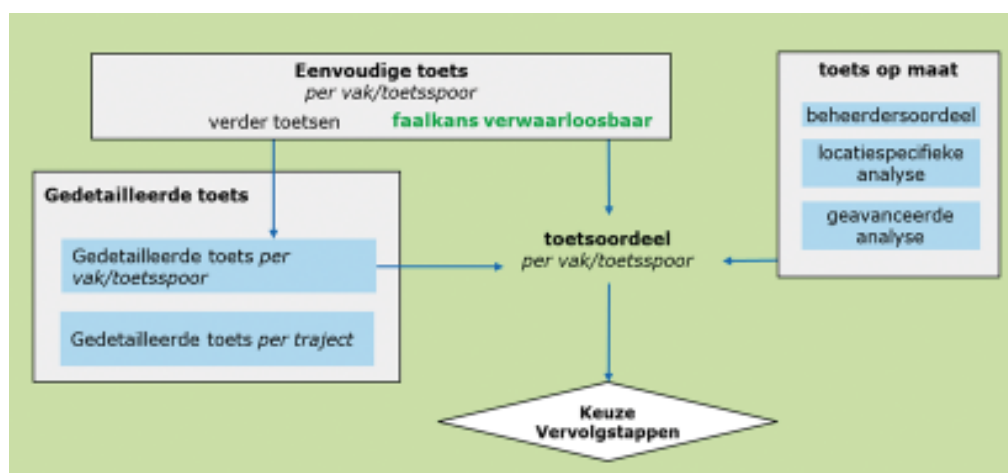 Eenvoudige toets
per vak/toetsspoor
verder toetsen faalkans verwaarloosbaar
Gedetailleerde toets
Gedetailleerde toets per
vak/toetsspoor
Gedetailleerde toets per traject
toetsoordeel
per vak/toetsspoor
toets op maat
beheerdersoordeel
locatiespecifieke
analyse
geavanceerde
analyse
Keuze
Vervolgstappen